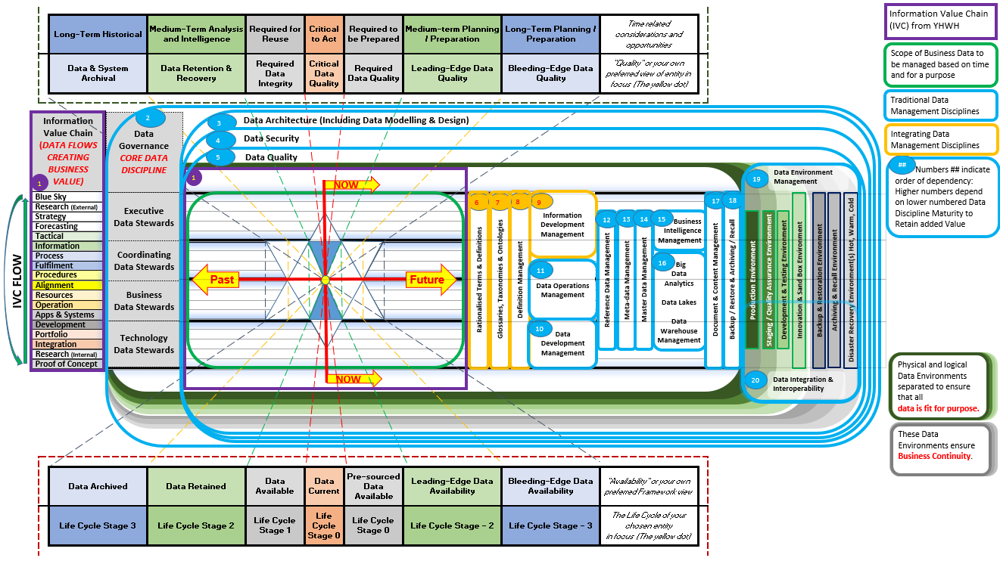 Long-Term Historical
Medium-Term Analysis
and Intelligence
Required for
Reuse
Critical
to Act
Required to
be Prepared
Medium-term Planning
/ Preparation
Long-Term Planning /
Preparation
Time related
considerations and
opportunities
Data & System
Archival
Data Retention &
Recovery
Required
Data
Integrity
Critical
Data
Quality
Required
Data Quality
Leading-Edge Data
Quality
Bleeding-Edge Data
Quality
"Quality" or your own
preferred view of entity in
focus (The yellow dot)
Information Value Chain
(IVC) from YHWH
Scope of Business Data to
be managed based on time
and for a purpose
Traditional Data
Management Disciplines
Integrating Data
Management Disciplines
##
Numbers ## indicate
order of dependency:
Higher numbers depend
on lower numbered Data
Discipline Maturity to
Retain added Value
Physical and logical
Data Environments
separated to ensure
that all
data is fit for purpose.
These Data
Environments ensure
Business Continuity.
IVC FLOW
Information
Value Chain
(DATA FLOWS
CREATING
BUSINESS
VALUE)
1
Blue Sky
Research (External)
Strategy
Forecasting
Tactical
Information
Process
Fulfilment
Procedures
Alignment
Resources
Operation
Apps & Systems
Development
Portfolio
Integration
Research (Internal)
Proof of Concept
2
Data
Governance
CORE DATA
DISCIPLINE
Executive
Data Stewards
Coordinating
Data Stewards
Business
Data Stewards
Technology
Data Stewards
3
Data Architecture (Including Data Modelling & Design)
4
Data Security
5
Data Quality
1
NOW
Past
Future
NOW
6
Rationalised Terms & Definitions
7
Glossaries, Taxonomies & Ontologies
8
Definition Management
9
Information
Development
Management
11
Data Operations
Management
10
Data
Development
Management
12
Reference Data Management
13
Meta-data Management
14
Master Data Management
15
Business
Intelligence
Management
16
Big
Data
Analytics
Data Lakes
Data
Warehouse
Management
17
Document & Content Management
18
Backup / Restore & Archiving / Recall
19
Data Environment
Management
Production Environment
Staging / Quality Assurance Environment
Development & Testing Environment
Innovation & Sand Box Environment
Backup & Restoration Environment
Archiving & Recall Environment
Disaster Recovery Environment(s) Hot, Warm, Cold
20
Data Integration &
Interoperability
Data Archived
Data Retained
Data
Available
Data
Current
Pre-sourced
Data
Available
Leading-Edge Data
Availability
Bleeding-Edge Data
Availability
"Availability" or your own
preferred Framework view
Life Cycle Stage 3
Life Cycle Stage 2
Life Cycle
Stage 1
Life
Cycle
Stage 0
Life Cycle
Stage 0
Life Cycle Stage - 2
Life Cycle Stage - 3
The Life Cycle of your
chosen entity
in focus (The yellow dot)